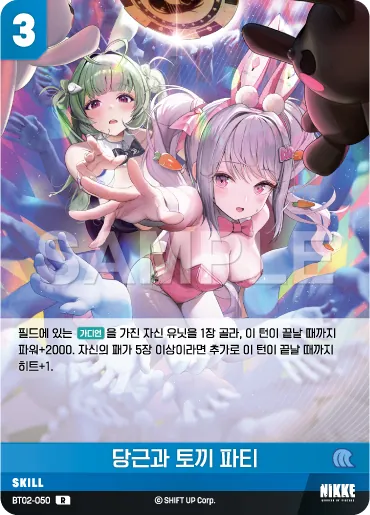 3
SAMPLE
필드에 있는 가디언 을 가진 자신 유닛을 1장 골라, 이 턴이 끝날 때까지
파워+2000. 자신의 패가 5장 이상이라면 추가로 이 턴이 끝날 때까지
히트+1.
당근과 토끼 파티
SKILL
BT02-050 R
© SHIFT UP Corp.
NIKKE
GODDESS OF VICTORY